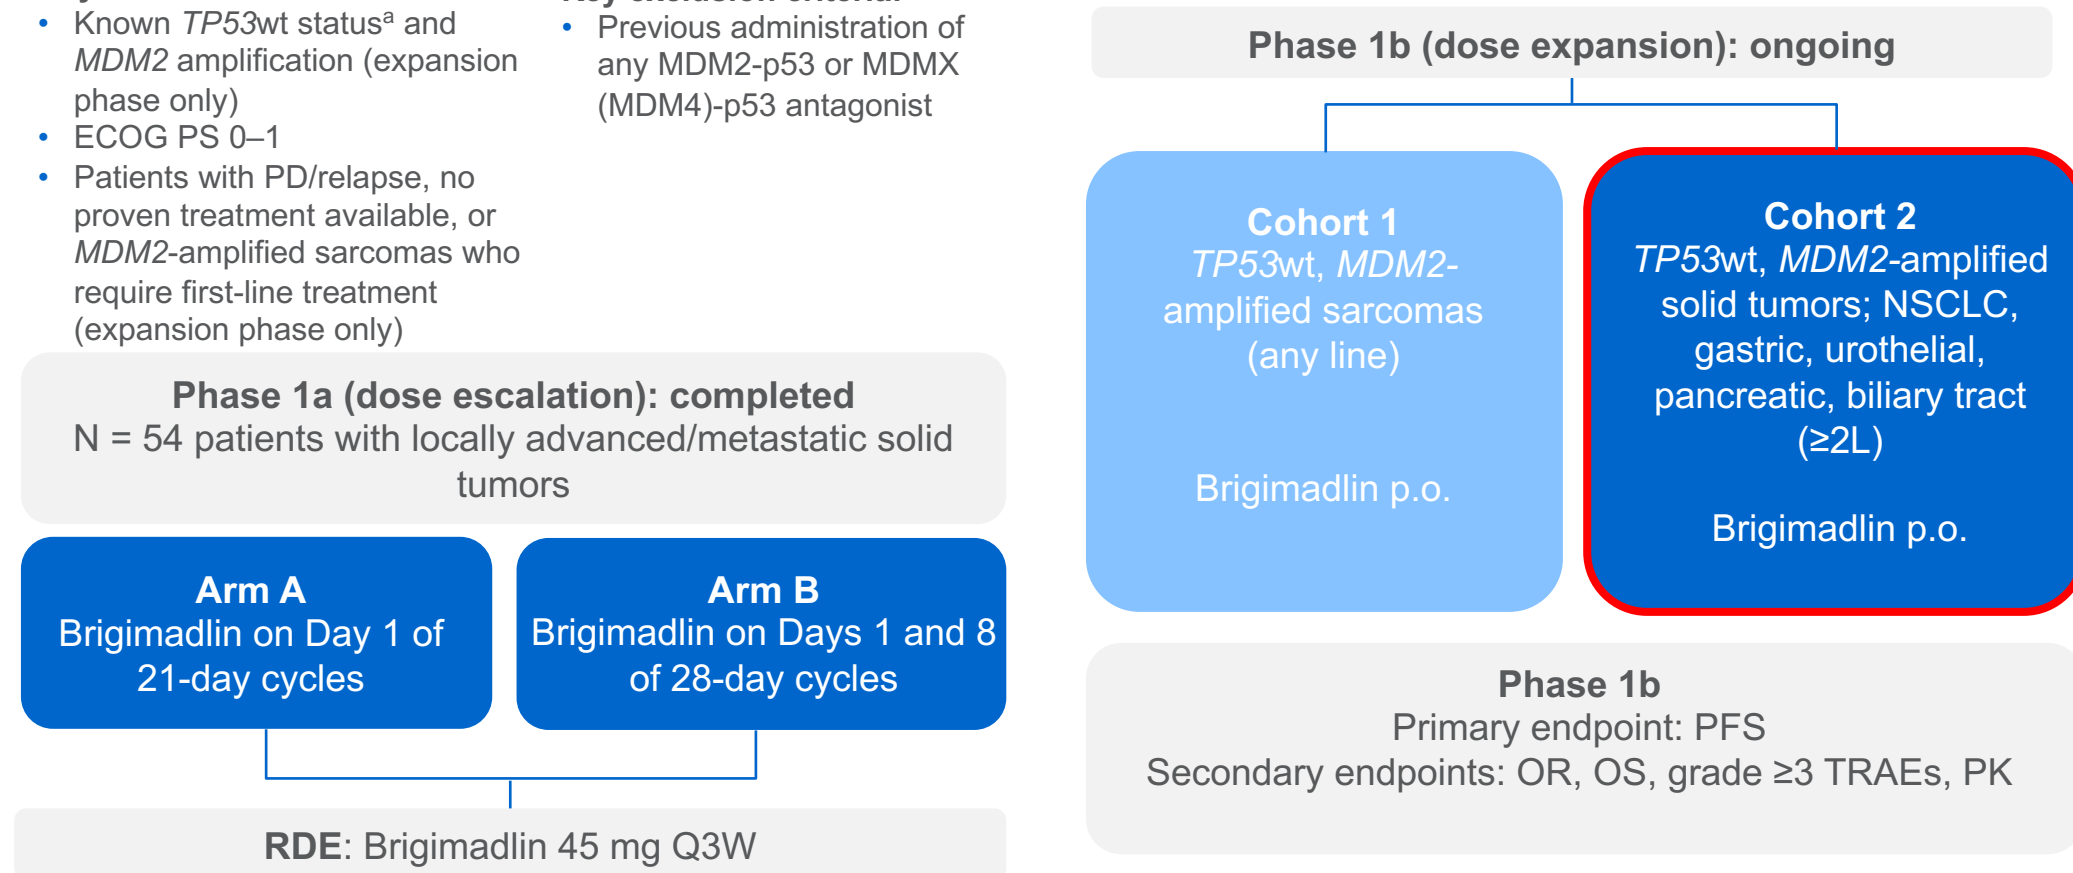 • Known TP53wt statusᵃ and
MDM2 amplification (expansion
phase only)
• ECOG PS 0–1
• Patients with PD/relapse, no
proven treatment available, or
MDM2-amplified sarcomas who
require first-line treatment
(expansion phase only)
• Previous administration of
any MDM2-p53 or MDMX
(MDM4)-p53 antagonist
Phase 1a (dose escalation): completed
N = 54 patients with locally advanced/metastatic solid
tumors
Arm A
Brigimadlin on Day 1 of
21-day cycles
Arm B
Brigimadlin on Days 1 and 8
of 28-day cycles
RDE: Brigimadlin 45 mg Q3W
Phase 1b (dose expansion): ongoing
Cohort 1
TP53wt, MDM2-
amplified sarcomas
(any line)
Brigimadlin p.o.
Cohort 2
TP53wt, MDM2-amplified
solid tumors; NSCLC,
gastric, urothelial,
pancreatic, biliary tract
(≥2L)
Brigimadlin p.o.
Phase 1b
Primary endpoint: PFS
Secondary endpoints: OR, OS, grade ≥3 TRAEs, PK